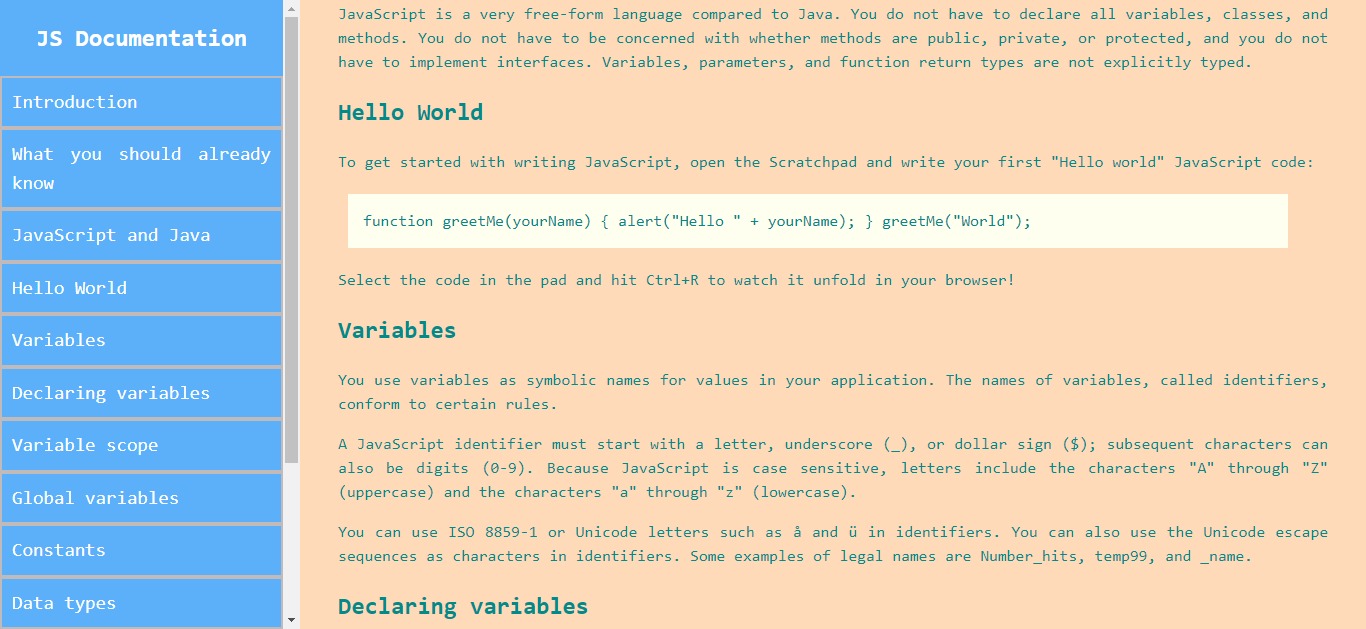 JS Documentation
Introduction
What you should already
know
JavaScript and Java
Hello World
Variables
Declaring variables
Variable scope
Global variables
Constants
Data types
JavaScript is a very free-form language compared to Java. You do not have to declare all variables, classes, and
methods. You do not have to be concerned with whether methods are public, private, or protected, and you do not
have to implement interfaces. Variables, parameters, and function return types are not explicitly typed.
Hello World
To get started with writing JavaScript, open the Scratchpad and write your first "Hello world" JavaScript code:
function greetMe(yourName) { alert("Hello " + yourName); } greetMe("World");
Select the code in the pad and hit Ctrl+R to watch it unfold in your browser!
Variables
You use variables as symbolic names for values in your application. The names of variables, called identifiers,
conform to certain rules.
A JavaScript identifier must start with a letter, underscore (_), or dollar sign ($); subsequent characters can
also be digits (0-9). Because JavaScript is case sensitive, letters include the characters "A" through "Z"
(uppercase) and the characters "a" through "z" (lowercase).
You can use ISO 8859-1 or Unicode letters such as å and ü in identifiers. You can also use the Unicode escape
sequences as characters in identifiers. Some examples of legal names are Number_hits, temp99, and _name.
Declaring variables